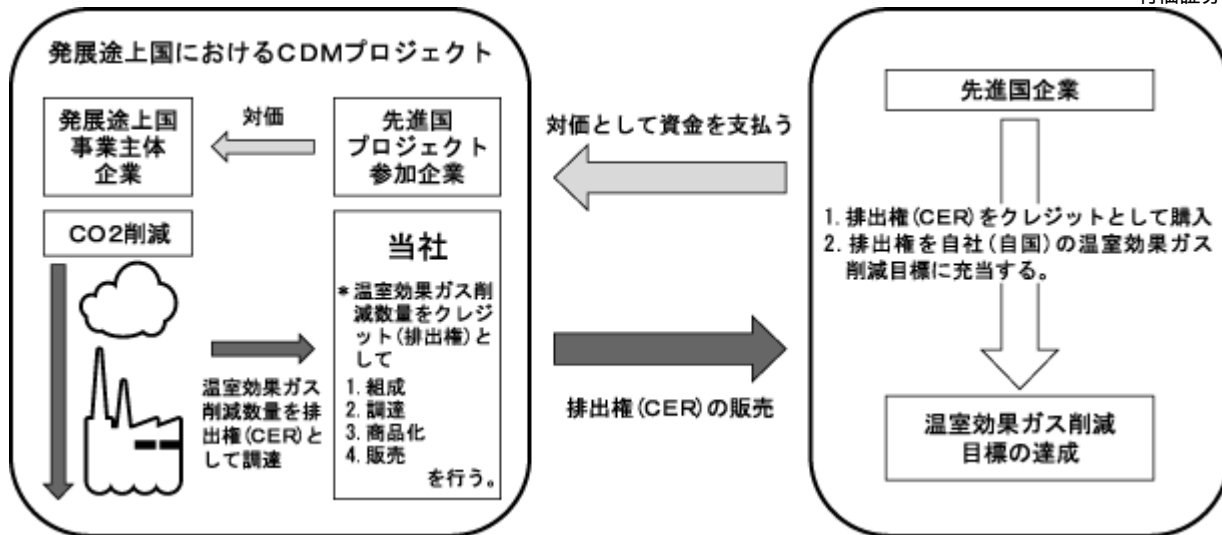 発展途上国におけるCDMプロジェクト
発展途上国
事業主体
企業
対価
先進国
プロジェクト
参加企業
CO2削減
温室効果ガス
削減数量を排
出権(CER)と
して調達
当社
*温室効果ガス削
減数量をクレジ
ット(排出権)と
して
1. 組成
2. 調達
3. 商品化
4. 販売
を行う。
対価として資金を支払う
排出権(CER)の販売
先進国企業
1. 排出権(CER)をクレジットとして購入
2. 排出権を自社(自国)の温室効果ガス
削減目標に充当する。
温室効果ガス削減
目標の達成